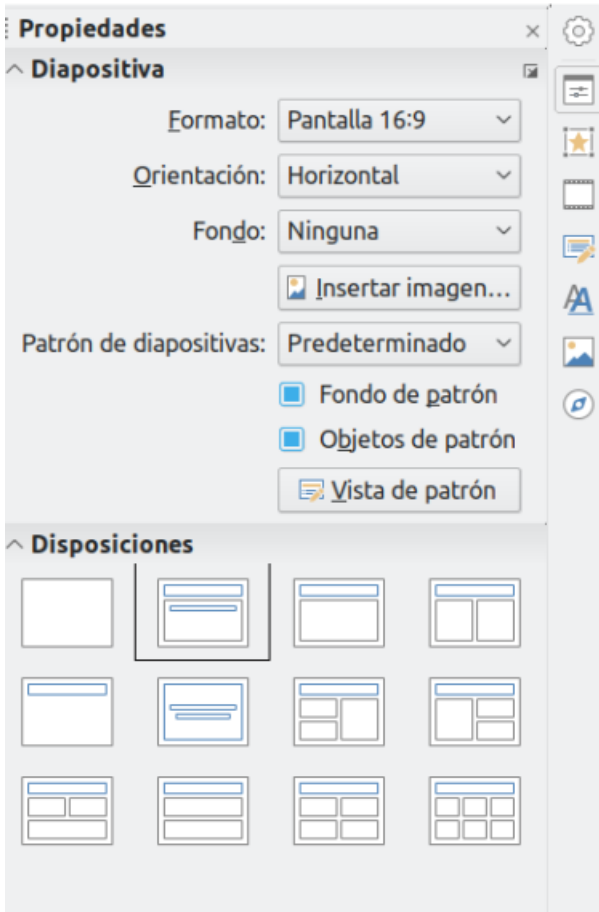 Propiedades
Diapositiva
Formato: Pantalla 16:9
Orientación: Horizontal
Fondo: Ninguna
Insertar imagen...
Patrón de diapositivas: Predeterminado
Fondo de patrón
Objetos de patrón
Vista de patrón
Disposiciones